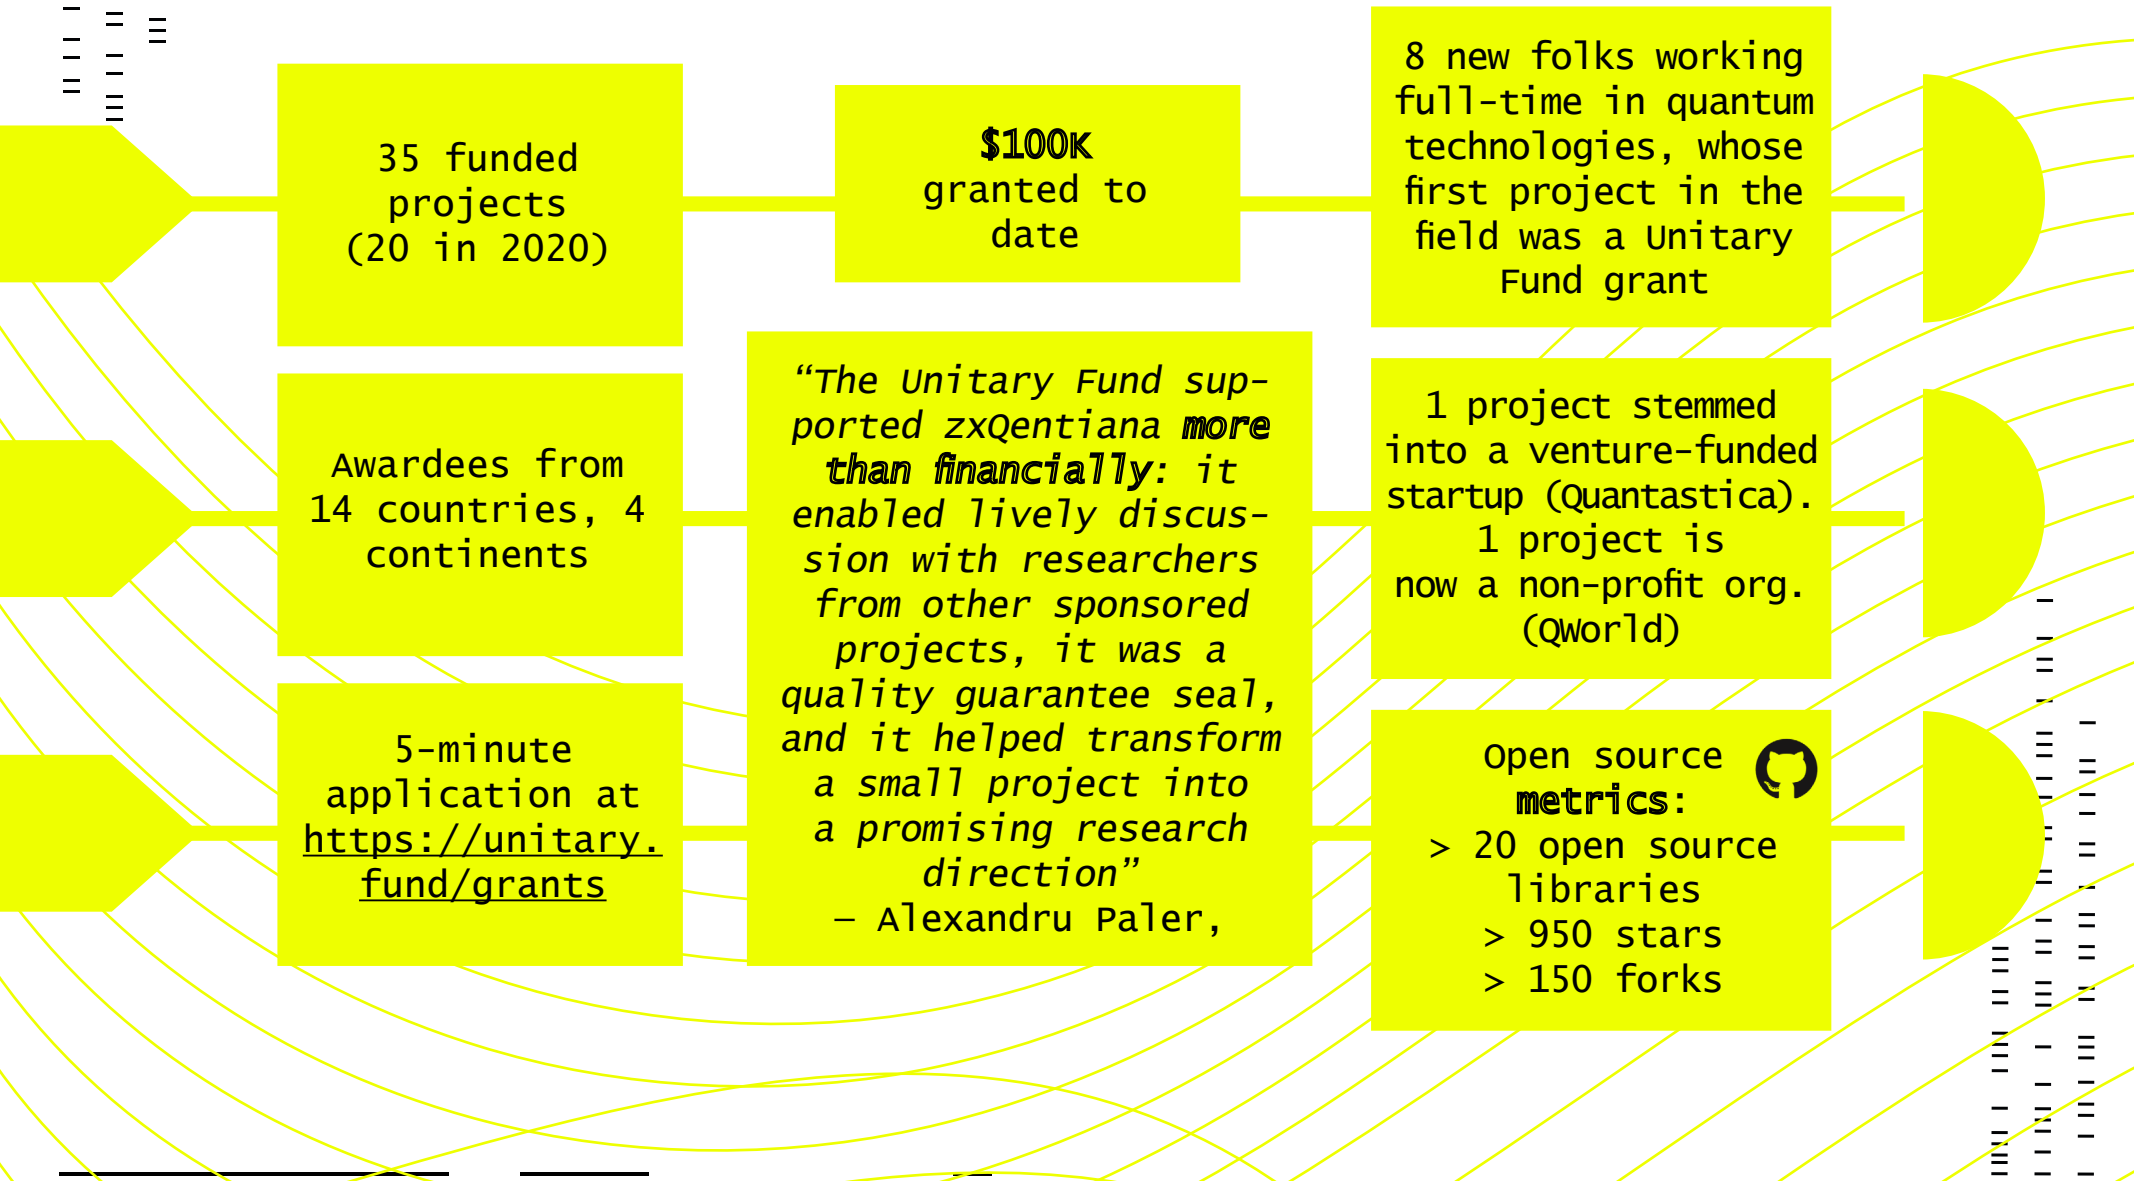 35 funded
projects
(20 in 2020)
$100K
granted to
date
8 new folks working
full-time in quantum
technologies, whose
first project in the
field was a Unitary
Fund grant
Awardees from
14 countries, 4
continents
“The Unitary Fund sup-
ported zxQentiana more
than financially: it
enabled lively discus-
sion with researchers
from other sponsored
projects, it was a
quality guarantee seal,
and it helped transform
a small project into
a promising research
direction”
— Alexandru Paler,
1 project stemmed
into a venture-funded
startup (Quantastica).
1 project is
now a non-profit org.
(QWorld)
5-minute
application at
https://unitary.
fund/grants
Open source
metrics:
> 20 open source
libraries
> 950 stars
> 150 forks